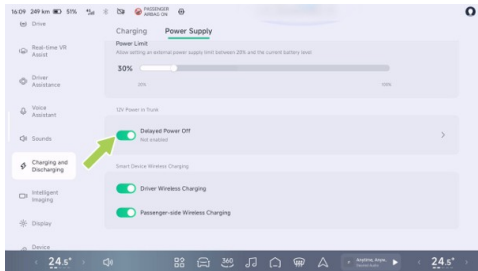 16:09 249 km 51%
PASSENGER
AIRBAG ON
Drive
Real-time VR
Assist
Driver
Assistance
Voice
Assistant
Sounds
Charging and
Discharging
Intelligent
Imaging
Display
Device
Charging
Power Supply
Power Limit
Allow setting an external power supply limit between 20% and the current battery level
30%
20%
100%
12V Power in Trunk
Delayed Power Off
Not enabled
Smart Device Wireless Charging
Driver Wireless Charging
Passenger-side Wireless Charging
24.5°
360
Anytime, Anyw...
24.5°